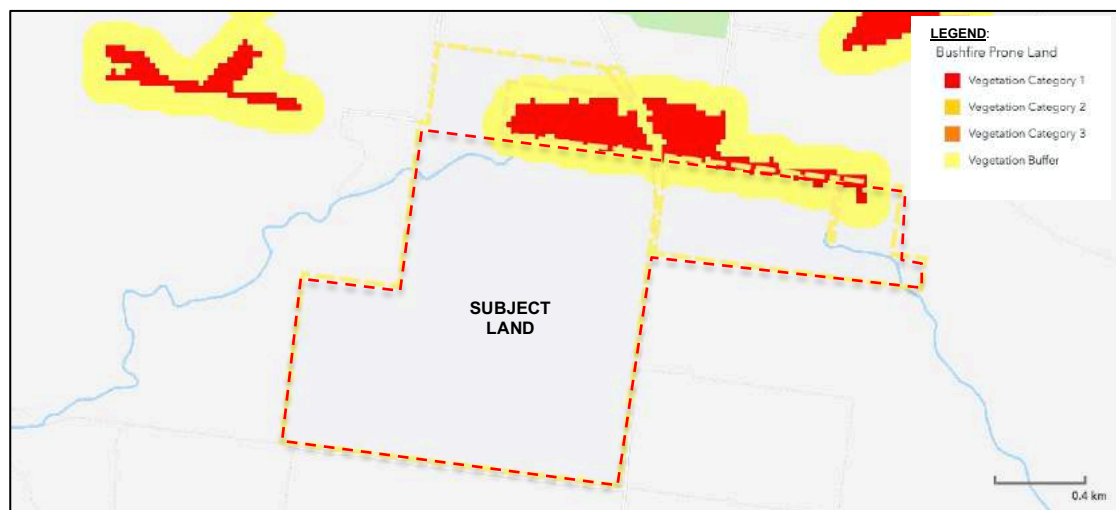 LEGEND:
Bushfire Prone Land
Vegetation Category 1
Vegetation Category 2
Vegetation Category 3
Vegetation Buffer
SUBJECT
LAND
0.4 km